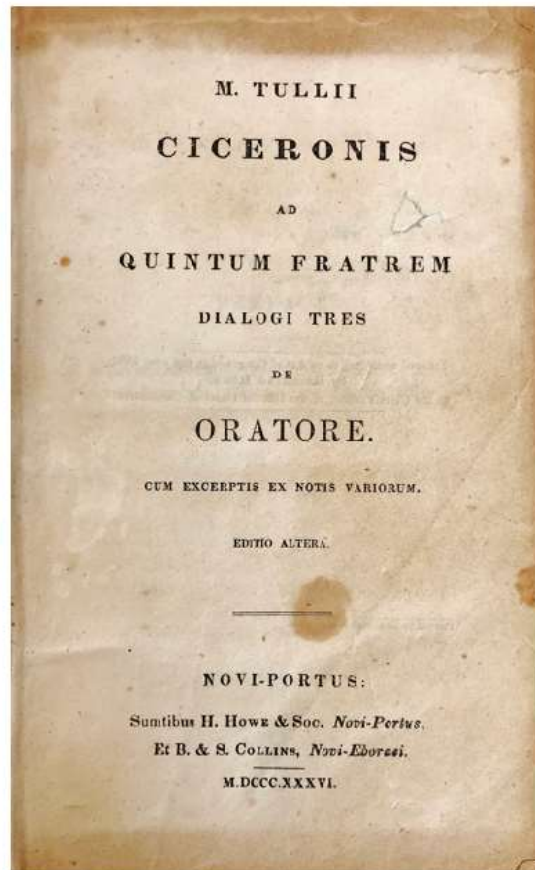 M. TULLII
CICERONIS
AD
QUINTUM FRATREM
DIALOGI TRES
DE
ORATORE.
CUM EXCERPTIS EX NOTIS VARIORUM.
EDITIO ALTERA.
NOVI-PORTUS:
Sumtibus H. HOWE & SOC. Novi-Portus.
Et B. & S. COLLINS, Novi-Eboraci.
M.DCCC.XXXVI.